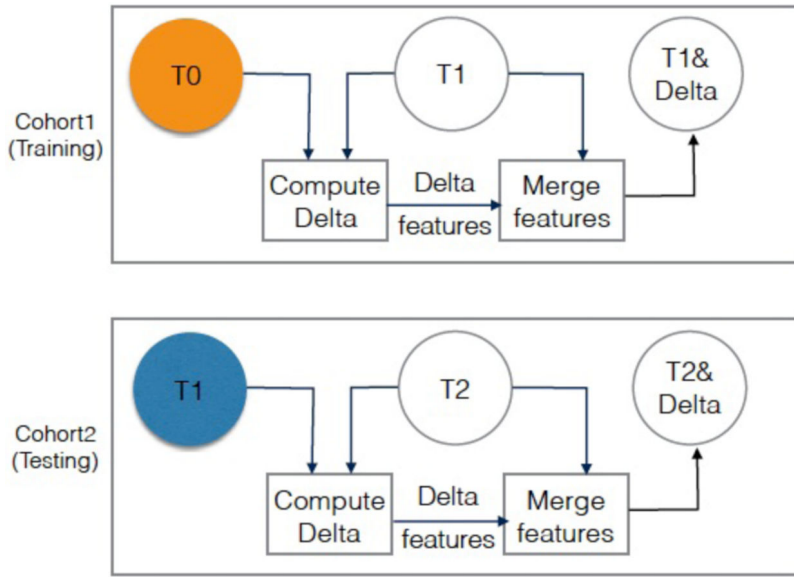 T0
T1
T1&
Delta
Cohort1
(Training)
Compute
Delta
Delta
features
Merge
features
T1
T2
T2&
Delta
Cohort2
(Testing)
Compute
Delta
Delta
features
Merge
features